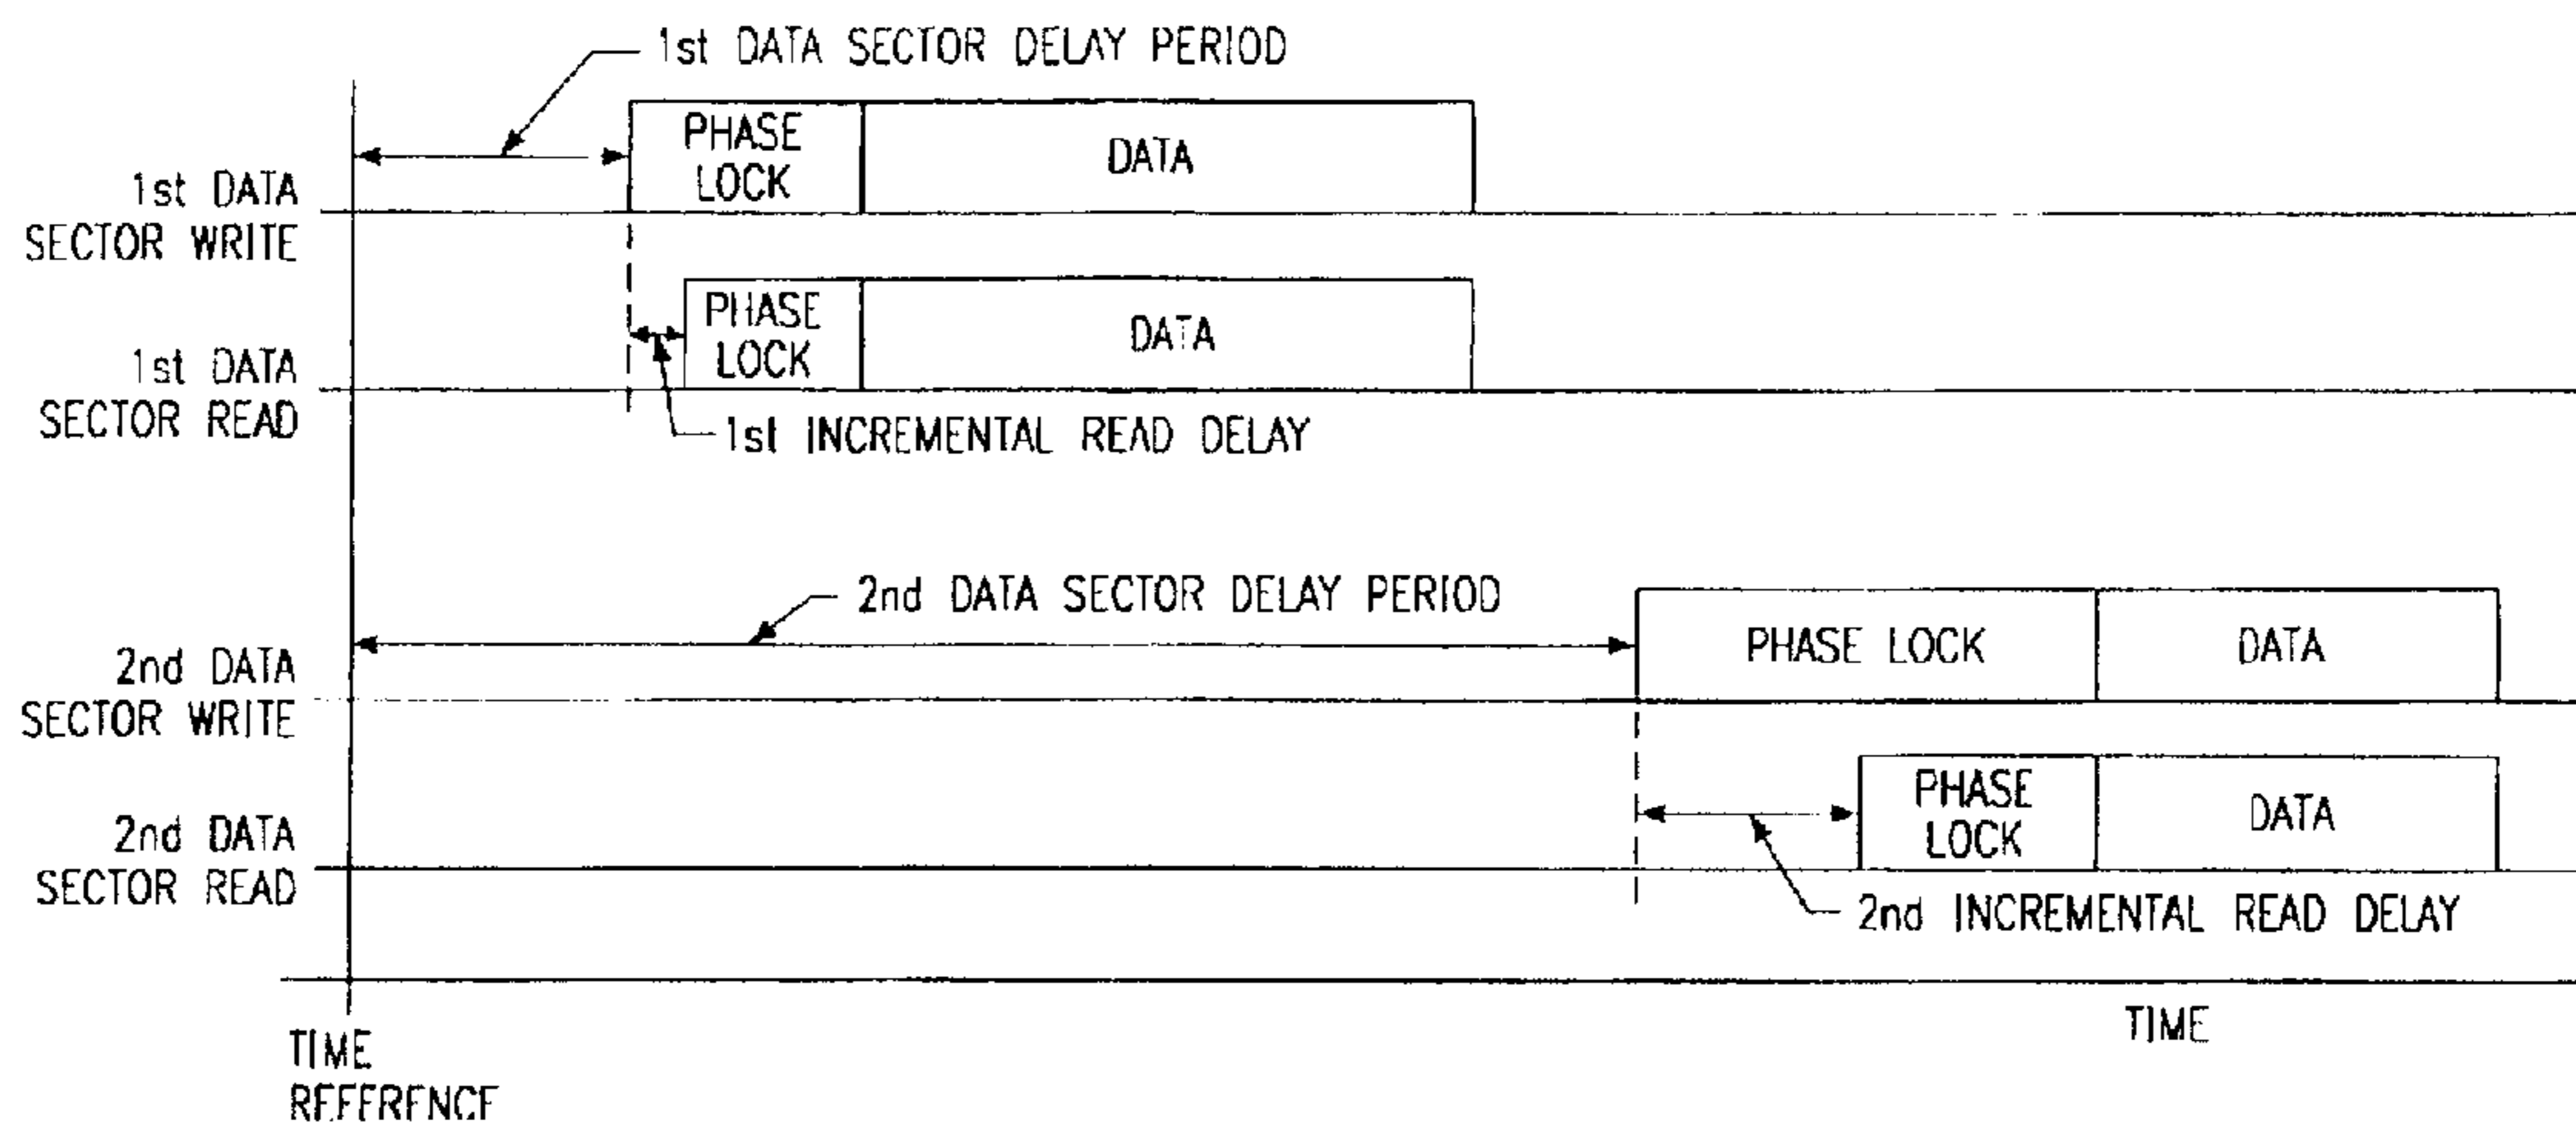 1st DATA SECTOR DELAY PERIOD
PHASE
LOCK
DATA
1st DATA
SECTOR WRITE
PHASE
LOCK
DATA
1st DATA
SECTOR READ
1st INCREMENTAL READ DELAY
2nd DATA SECTOR DELAY PERIOD
PHASE LOCK
DATA
2nd DATA
SECTOR WRITE
PHASE
LOCK
DATA
2nd DATA
SECTOR READ
2nd INCREMENTAL READ DELAY
TIME
TIME
REFERENCE